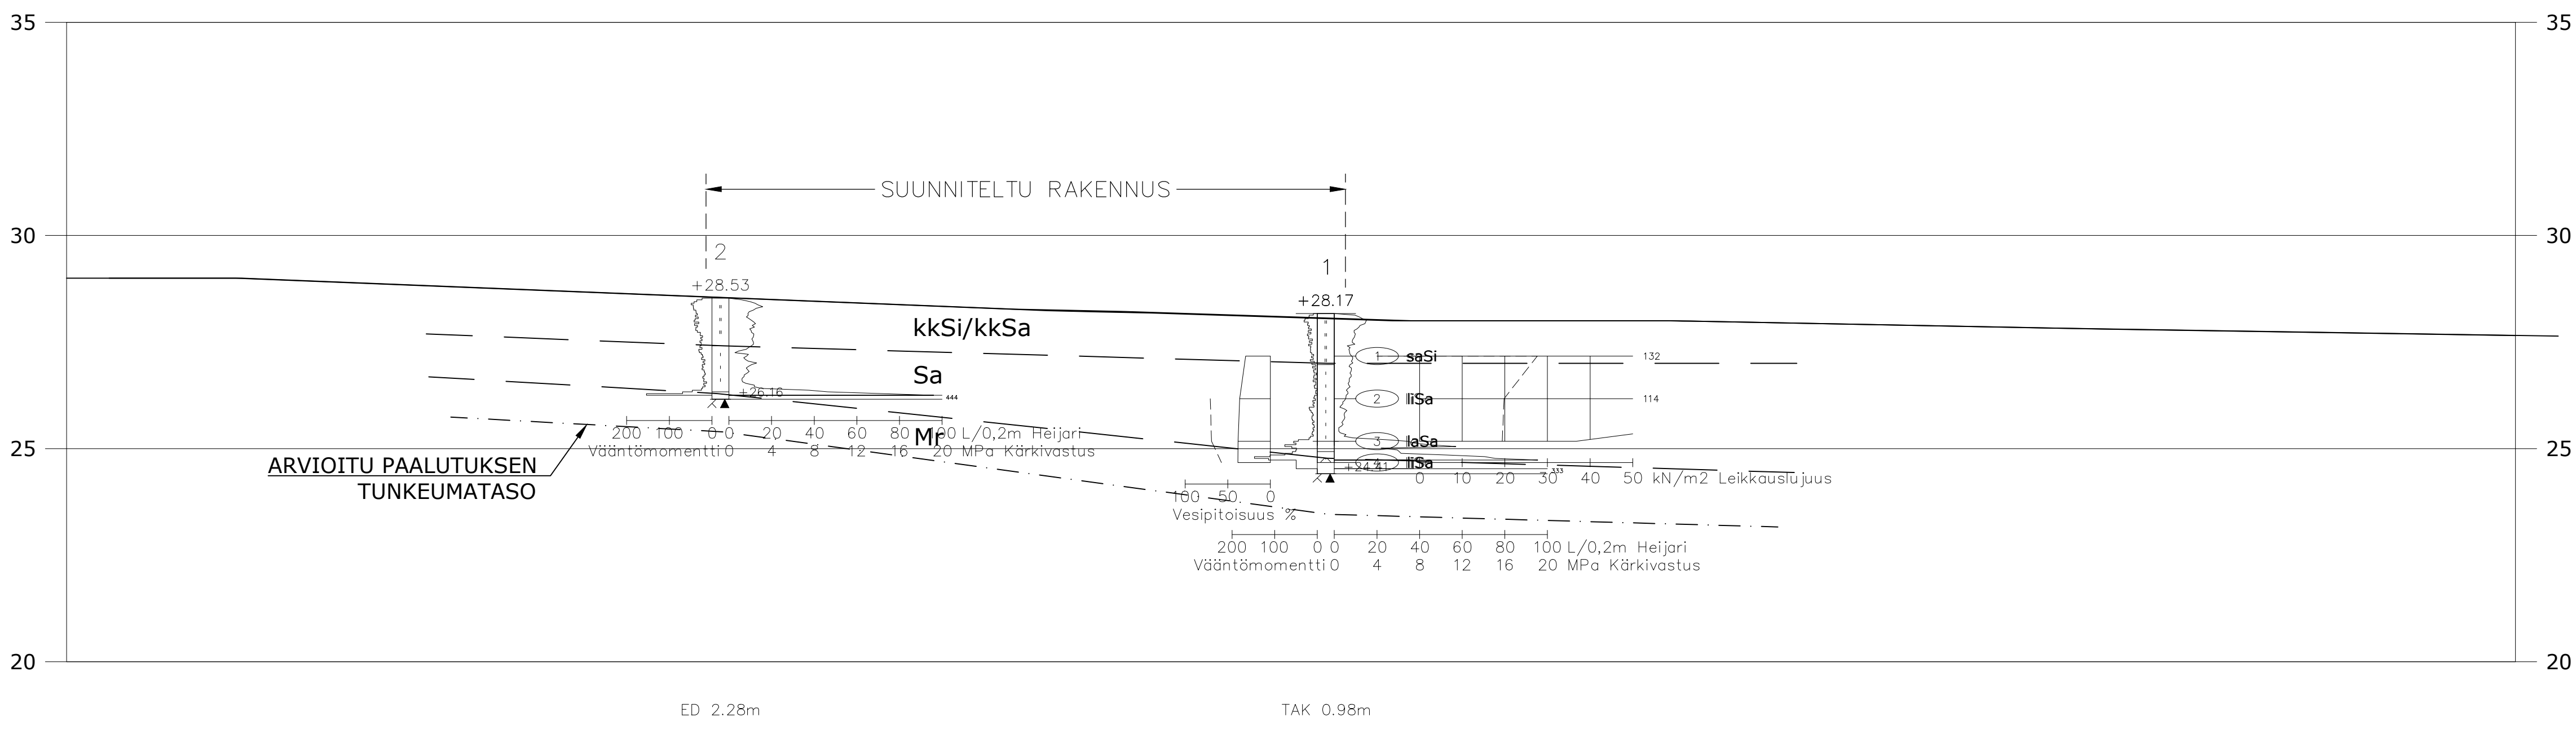 35 35
SUUNNITELTU RAKENNUS
30 30
2
1
+28.53
+28.17
kkSi/kkSa
1 saSi 132
Sa
+26.16 444
2 liSa 114
200 100 0 0 20 40 60 80 100 L/0,2m Heijari
Mr
Vääntömomentti 0 4 8 12 16 20 MPa Kärkivastus
3 laSa
25 25
ARVIOITU PAALUTUKSEN
TUNKEUMATASO
4 liSa
+24.41 333
0 10 20 30 40 50 kN/m2 Leikkauslujuus
100 50. 0
Vesipitoisuus %
200 100 0 0 20 40 60 80 100 L/0,2m Heijari
Vääntömomentti 0 4 8 12 16 20 MPa Kärkivastus
20 20
ED 2.28m TAK 0.98m